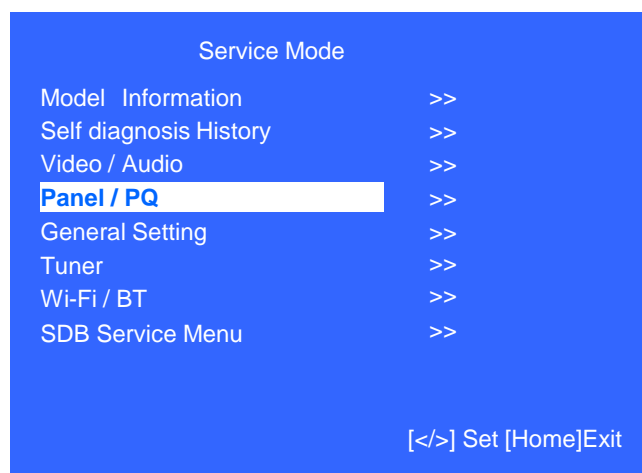 Service Mode
Model Information >>
Self diagnosis History >>
Video / Audio >>
Panel / PQ >>
General Setting >>
Tuner >>
Wi-Fi / BT >>
SDB Service Menu >>
[</>] Set [Home]Exit